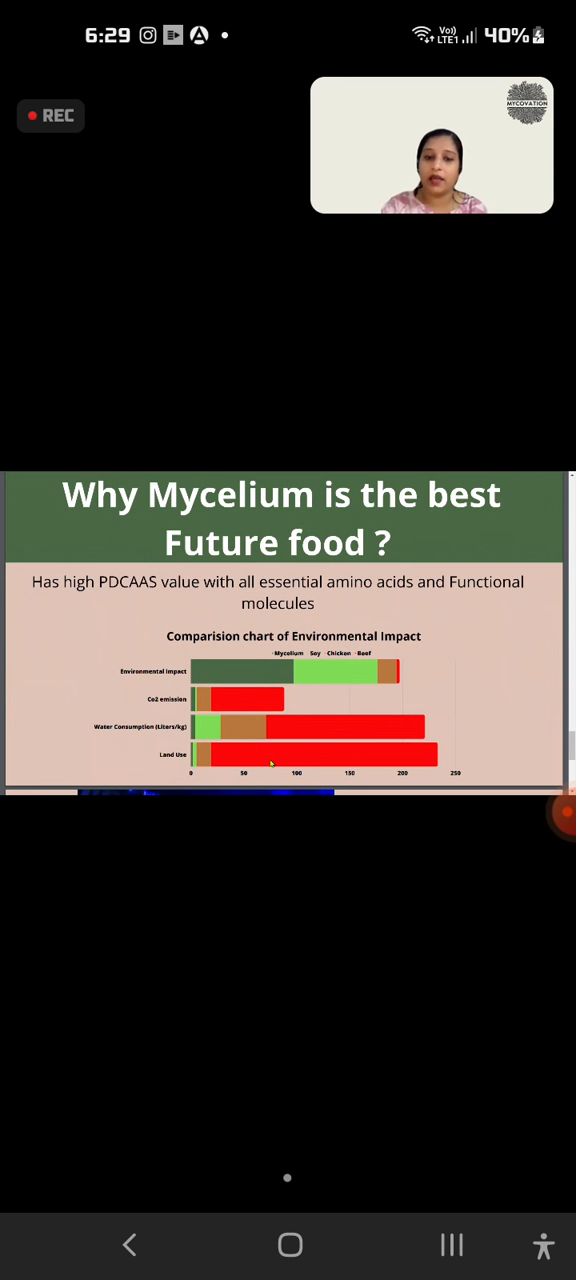 6:29
Vo)
LTE1
40%
REC
MYCOVATION
Why Mycelium is the best
Future food ?
Has high PDCAAS value with all essential amino acids and Functional
molecules
Comparision chart of Environmental Impact
Mycelium Soy Chicken Beef
Environmental impact
Co2 emission
Water Consumption (Liters/kg)
Land Use
0 50 100 150 200 250